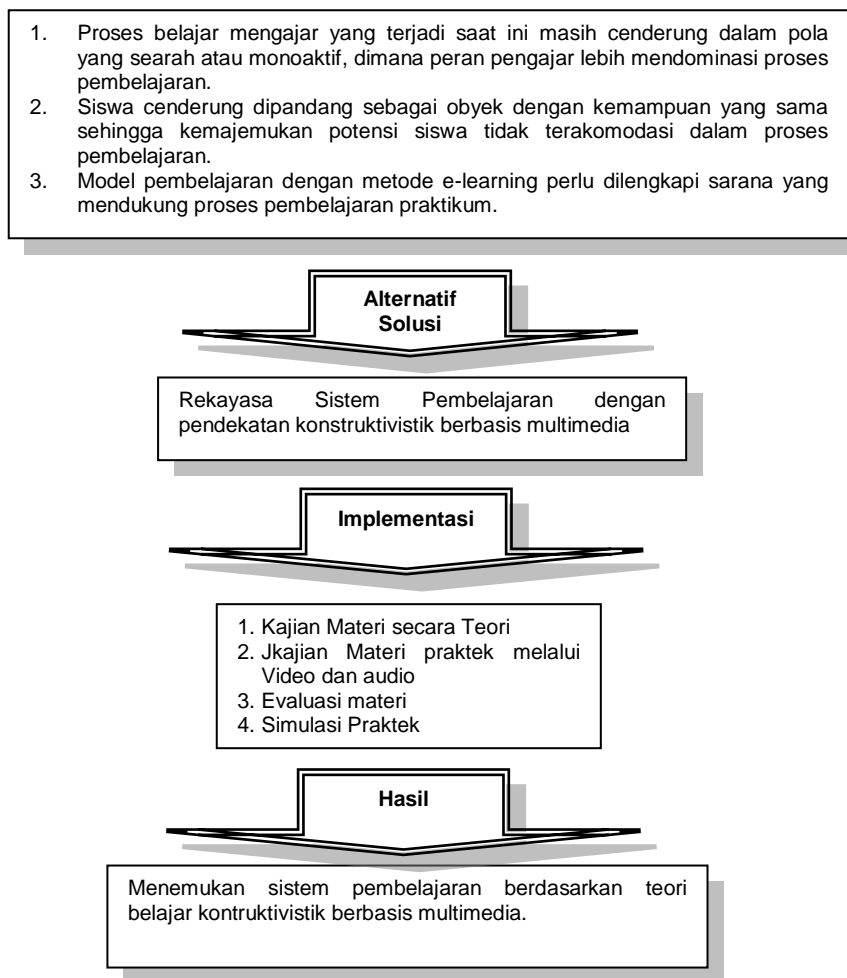 1. Proses belajar mengajar yang terjadi saat ini masih cenderung dalam pola
yang searah atau monoaktif, dimana peran pengajar lebih mendominasi proses
pembelajaran.
2. Siswa cenderung dipandang sebagai obyek dengan kemampuan yang sama
sehingga kemajemukan potensi siswa tidak terakomodasi dalam proses
pembelajaran.
3. Model pembelajaran dengan metode e-learning perlu dilengkapi sarana yang
mendukung proses pembelajaran praktikum.
Alternatif
Solusi
Rekayasa Sistem Pembelajaran dengan
pendekatan konstruktivistik berbasis multimedia
Implementasi
1. Kajian Materi secara Teori
2. Jkajian Materi praktek melalui
Video dan audio
3. Evaluasi materi
4. Simulasi Praktek
Hasil
Menemukan sistem pembelajaran berdasarkan teori
belajar kontruktivistik berbasis multimedia.